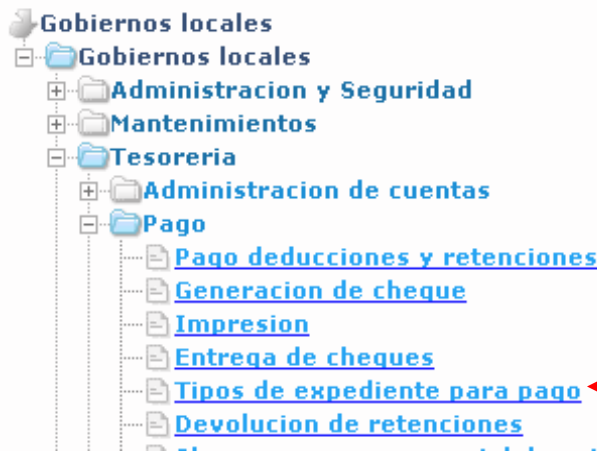 Gobiernos locales
Gobiernos locales
Administracion y Seguridad
Mantenimientos
Tesoreria
Administracion de cuentas
Pago
Pago deducciones y retenciones
Generacion de cheque
Impresion
Entrega de cheques
Tipos de expediente para pago
Devolucion de retenciones